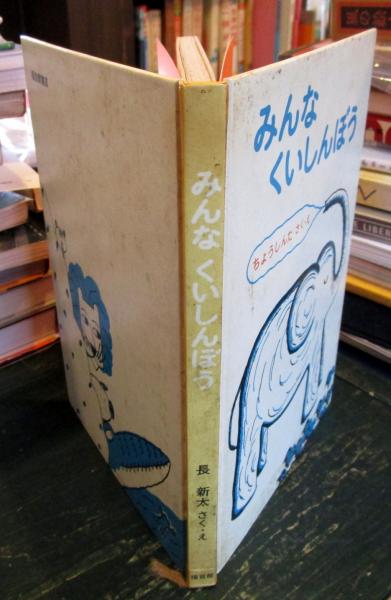 みんな
くいしんぼう
ちょうしんた さく・え
みんな くいしんぼう
長 新太 さく・え
福音館
LIBER